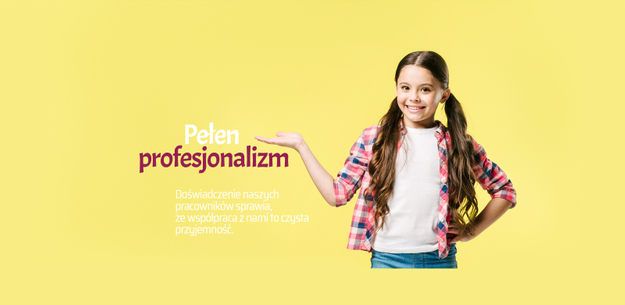 Pełen
profesjonalizm
Doświadczenie naszych
pracowników sprawia,
że współpraca z nami to czysta
przyjemność.